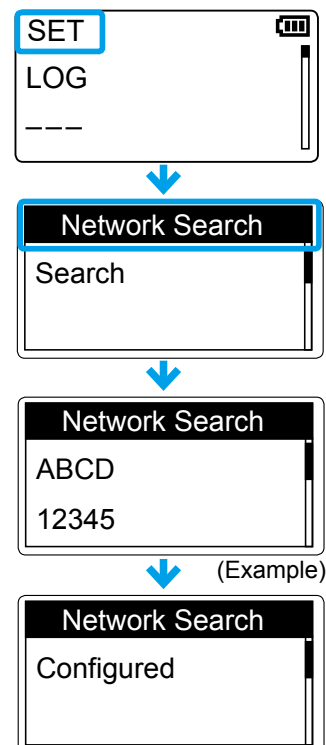 SET
LOG
---
Network Search
Search
Network Search
ABCD
12345
(Example)
Network Search
Configured